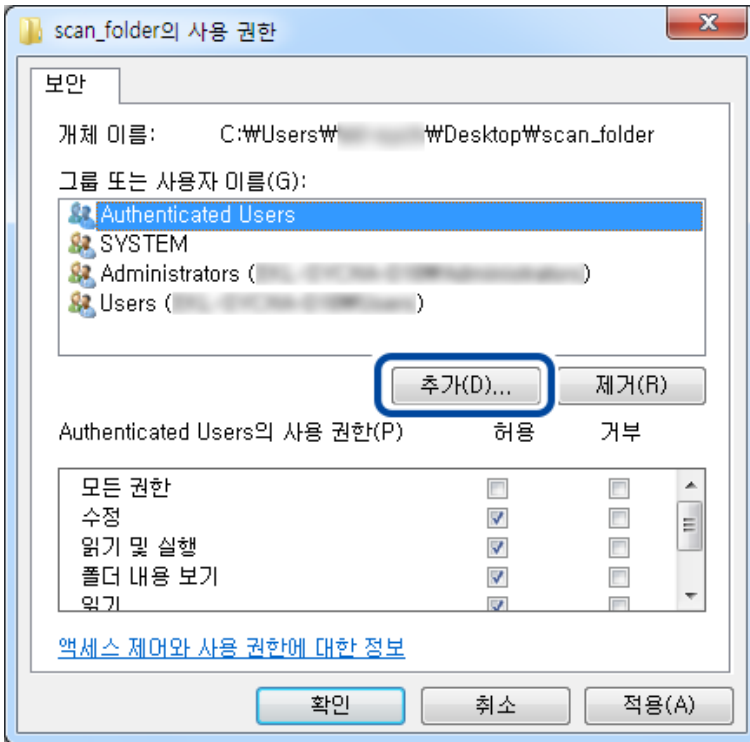 scan_folder의 사용 권한
보안
개체 이름: C:₩Users₩ ₩Desktop₩scan_folder
그룹 또는 사용자 이름(G):
Authenticated Users
SYSTEM
Administrators ( )
Users ( )
추가(D)... 제거(R)
Authenticated Users의 사용 권한(P) 허용 거부
모든 권한
수정
읽기 및 실행
폴더 내용 보기
읽기
액세스 제어와 사용 권한에 대한 정보
확인 취소 적용(A)